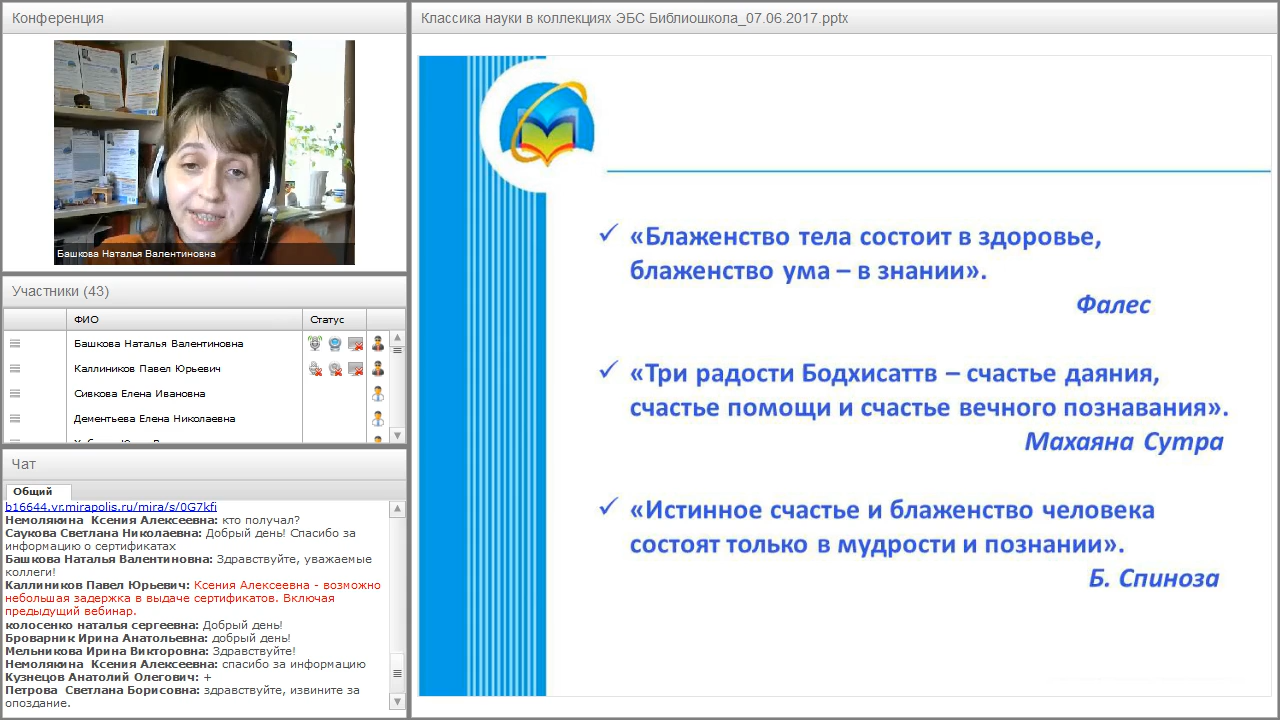 Конференция
Башкова Наталья Валентиновна
Участники (43)
ФИО
Статус
Башкова Наталья Валентиновна
Каллиников Павел Юрьевич
Сивкова Елена Ивановна
Дементьева Елена Николаевна
Чат
Общий
b16644.vr.mirapolis.ru/mira/s/0G7kfi
Немолякина Ксения Алексеевна: кто получал?
Саукова Светлана Николаевна: Добрый день! Спасибо за
информацию о сертификатах
Башкова Наталья Валентиновна: Здравствуйте, уважаемые
коллеги!
Каллиников Павел Юрьевич: Ксения Алексеевна - возможно
небольшая задержка в выдаче сертификатов. Включая
предыдущий вебинар.
колосенко наталья сергеевна: Добрый день!
Броварник Ирина Анатольевна: добрый день!
Мельникова Ирина Викторовна: Здравствуйте!
Немолякина Ксения Алексеевна: спасибо за информацию
Кузнецов Анатолий Олегович: +
Петрова Светлана Борисовна: здравствуйте, извините за
опоздание.
Классика науки в коллекциях ЭБС Библиошкола_07.06.2017.pptx
«Блаженство тела состоит в здоровье,
блаженство ума – в знании».
Фалес
«Три радости Бодхисаттв – счастье даяния,
счастье помощи и счастье вечного познавания».
Махаяна Сутра
«Истинное счастье и блаженство человека
состоят только в мудрости и познании».
Б. Спиноза